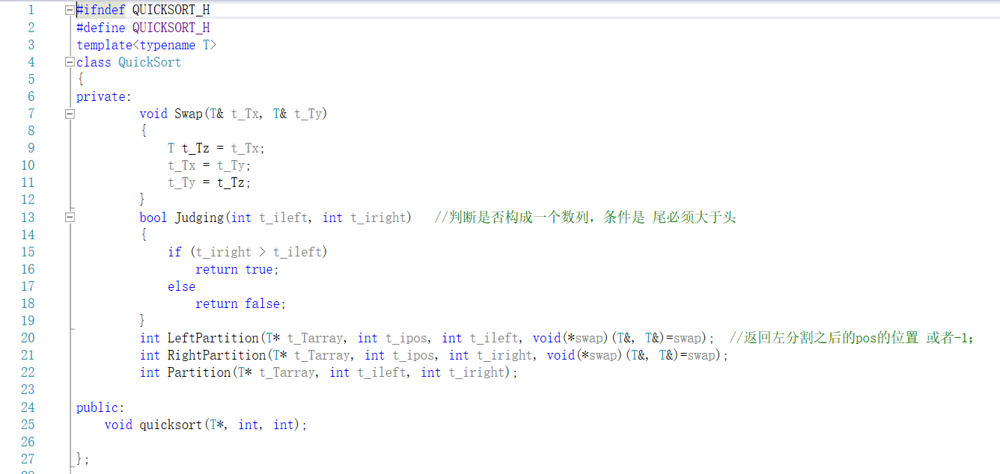 1 #ifndef QUICKSORT_H
2 #define QUICKSORT_H
3 template<typename T>
4 class QuickSort
5 {
6 private:
7 void Swap(T& t_Tx, T& t_Ty)
8 {
9 T t_Tz = t_Tx;
10 t_Tx = t_Ty;
11 t_Ty = t_Tz;
12 }
13 bool Judging(int t_ileft, int t_iright) //判断是否构成一个数列，条件是 尾必须大于头
14 {
15 if (t_iright > t_ileft)
16 return true;
17 else
18 return false;
19 }
20 int LeftPartition(T* t_Tarray, int t_ipos, int t_ileft, void(*swap)(T&, T&)=swap); //返回左分割之后的pos的位置 或者-1;
21 int RightPartition(T* t_Tarray, int t_ipos, int t_iright, void(*swap)(T&, T&)=swap);
22 int Partition(T* t_Tarray, int t_ileft, int t_iright);
23
24 public:
25 void quicksort(T*, int, int);
26
27 };